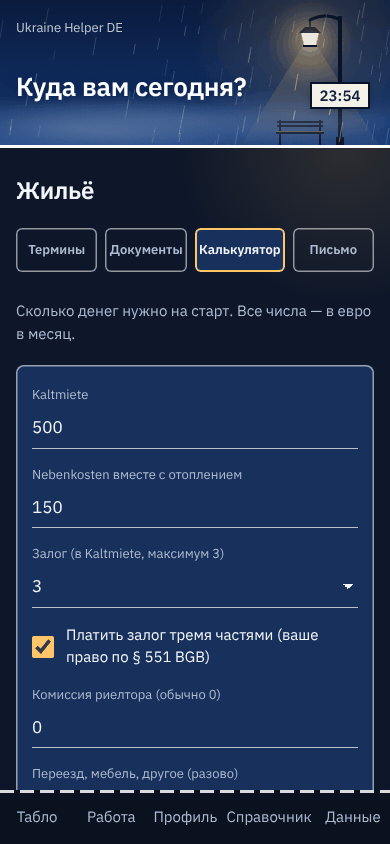 Ukraine Helper DE
Куда вам сегодня?
23:54
Жильё
Термины Документы Калькулятор Письмо
Сколько денег нужно на старт. Все числа — в евро
в месяц.
Kaltmiete
500
Nebenkosten вместе с отоплением
150
Залог (в Kaltmiete, максимум 3)
3
Платить залог тремя частями (ваше
право по § 551 BGB)
Комиссия риелтора (обычно 0)
0
Переезд, мебель, другое (разово)
Табло Работа Профиль Справочник Данные